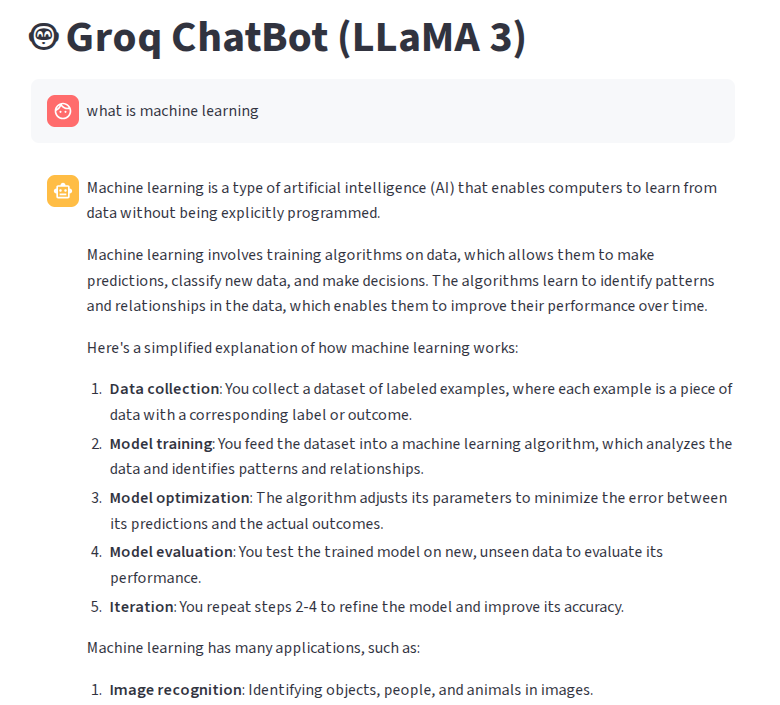 Groq ChatBot (LLaMA 3)
what is machine learning
Machine learning is a type of artificial intelligence (AI) that enables computers to learn from
data without being explicitly programmed.
Machine learning involves training algorithms on data, which allows them to make
predictions, classify new data, and make decisions. The algorithms learn to identify patterns
and relationships in the data, which enables them to improve their performance over time.
Here's a simplified explanation of how machine learning works:
1. Data collection: You collect a dataset of labeled examples, where each example is a piece of
data with a corresponding label or outcome.
2. Model training: You feed the dataset into a machine learning algorithm, which analyzes the
data and identifies patterns and relationships.
3. Model optimization: The algorithm adjusts its parameters to minimize the error between
its predictions and the actual outcomes.
4. Model evaluation: You test the trained model on new, unseen data to evaluate its
performance.
5. Iteration: You repeat steps 2-4 to refine the model and improve its accuracy.
Machine learning has many applications, such as:
1. Image recognition: Identifying objects, people, and animals in images.